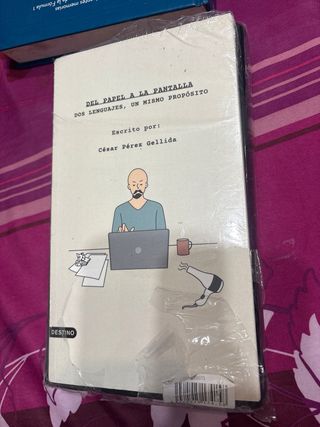 DEL PAPEL A LA PANTALLA
DOS LENGUAJES, UN MISMO PROPÓSITO
Escrito por:
César Pérez Gellida
DESTINO